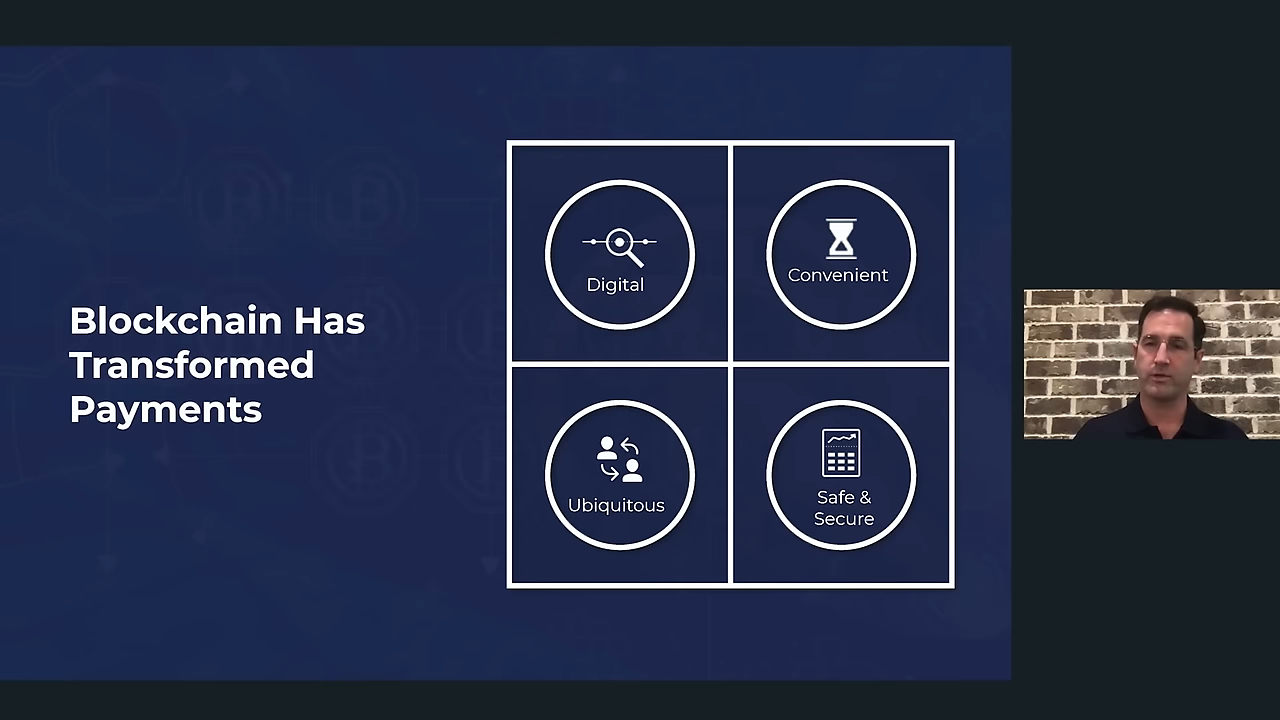 Blockchain Has
Transformed
Payments
Digital
Convenient
Ubiquitous
Safe &
Secure